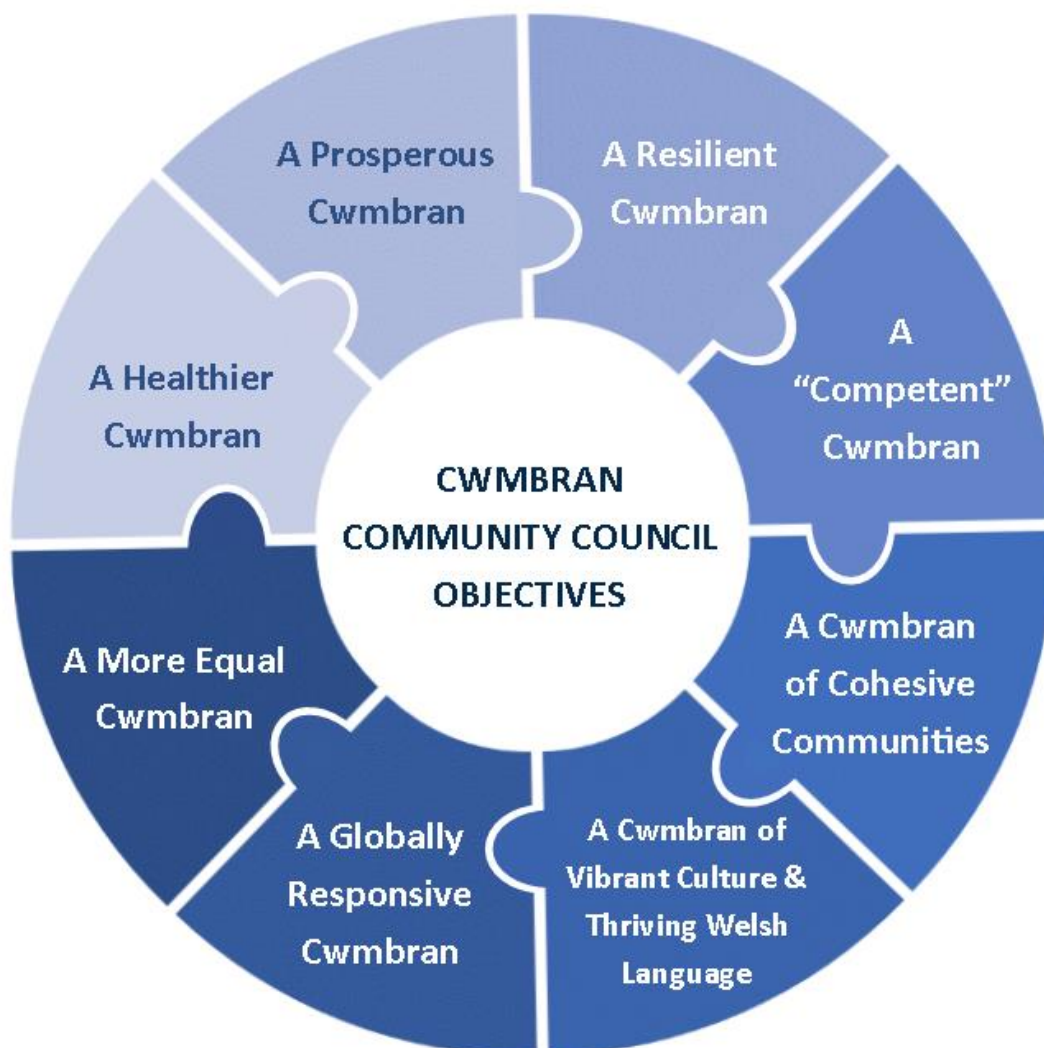 A Prosperous
Cwmbran
A Resilient
Cwmbran
A
“Competent”
Cwmbran
A Cwmbran
of Cohesive
Communities
A Cwmbran of
Vibrant Culture &
Thriving Welsh
Language
A Globally
Responsive
Cwmbran
A More Equal
Cwmbran
A Healthier
Cwmbran
CWMBRAN
COMMUNITY COUNCIL
OBJECTIVES